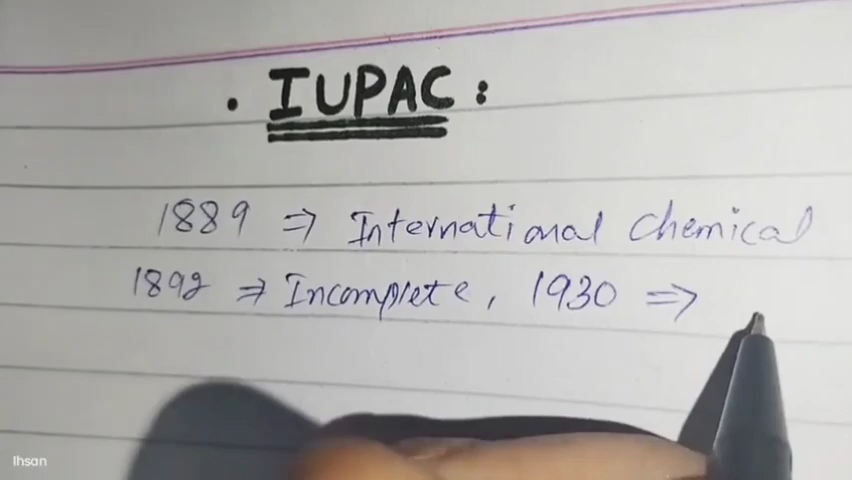 • IUPAC :
1889 ⇒ International Chemical
1892 ⇒ Incomplete, 1930 ⇒
Ihsan